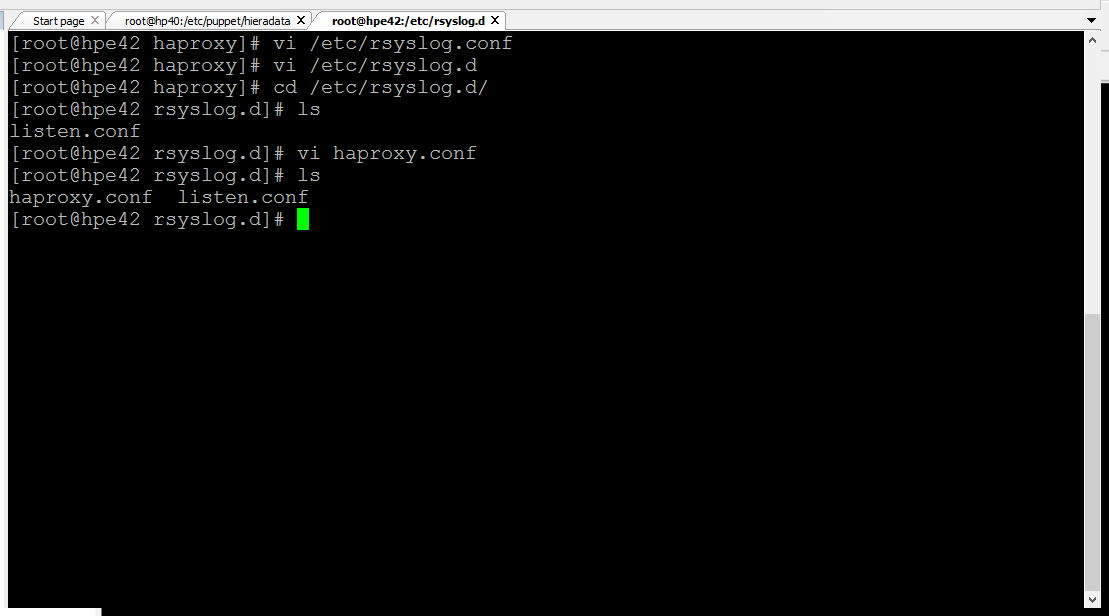 Start page root@hp40:/etc/puppet/hieradata root@hpe42:/etc/rsyslog.d
[root@hpe42 haproxy]# vi /etc/rsyslog.conf
[root@hpe42 haproxy]# vi /etc/rsyslog.d
[root@hpe42 haproxy]# cd /etc/rsyslog.d/
[root@hpe42 rsyslog.d]# ls
listen.conf
[root@hpe42 rsyslog.d]# vi haproxy.conf
[root@hpe42 rsyslog.d]# ls
haproxy.conf  listen.conf
[root@hpe42 rsyslog.d]#